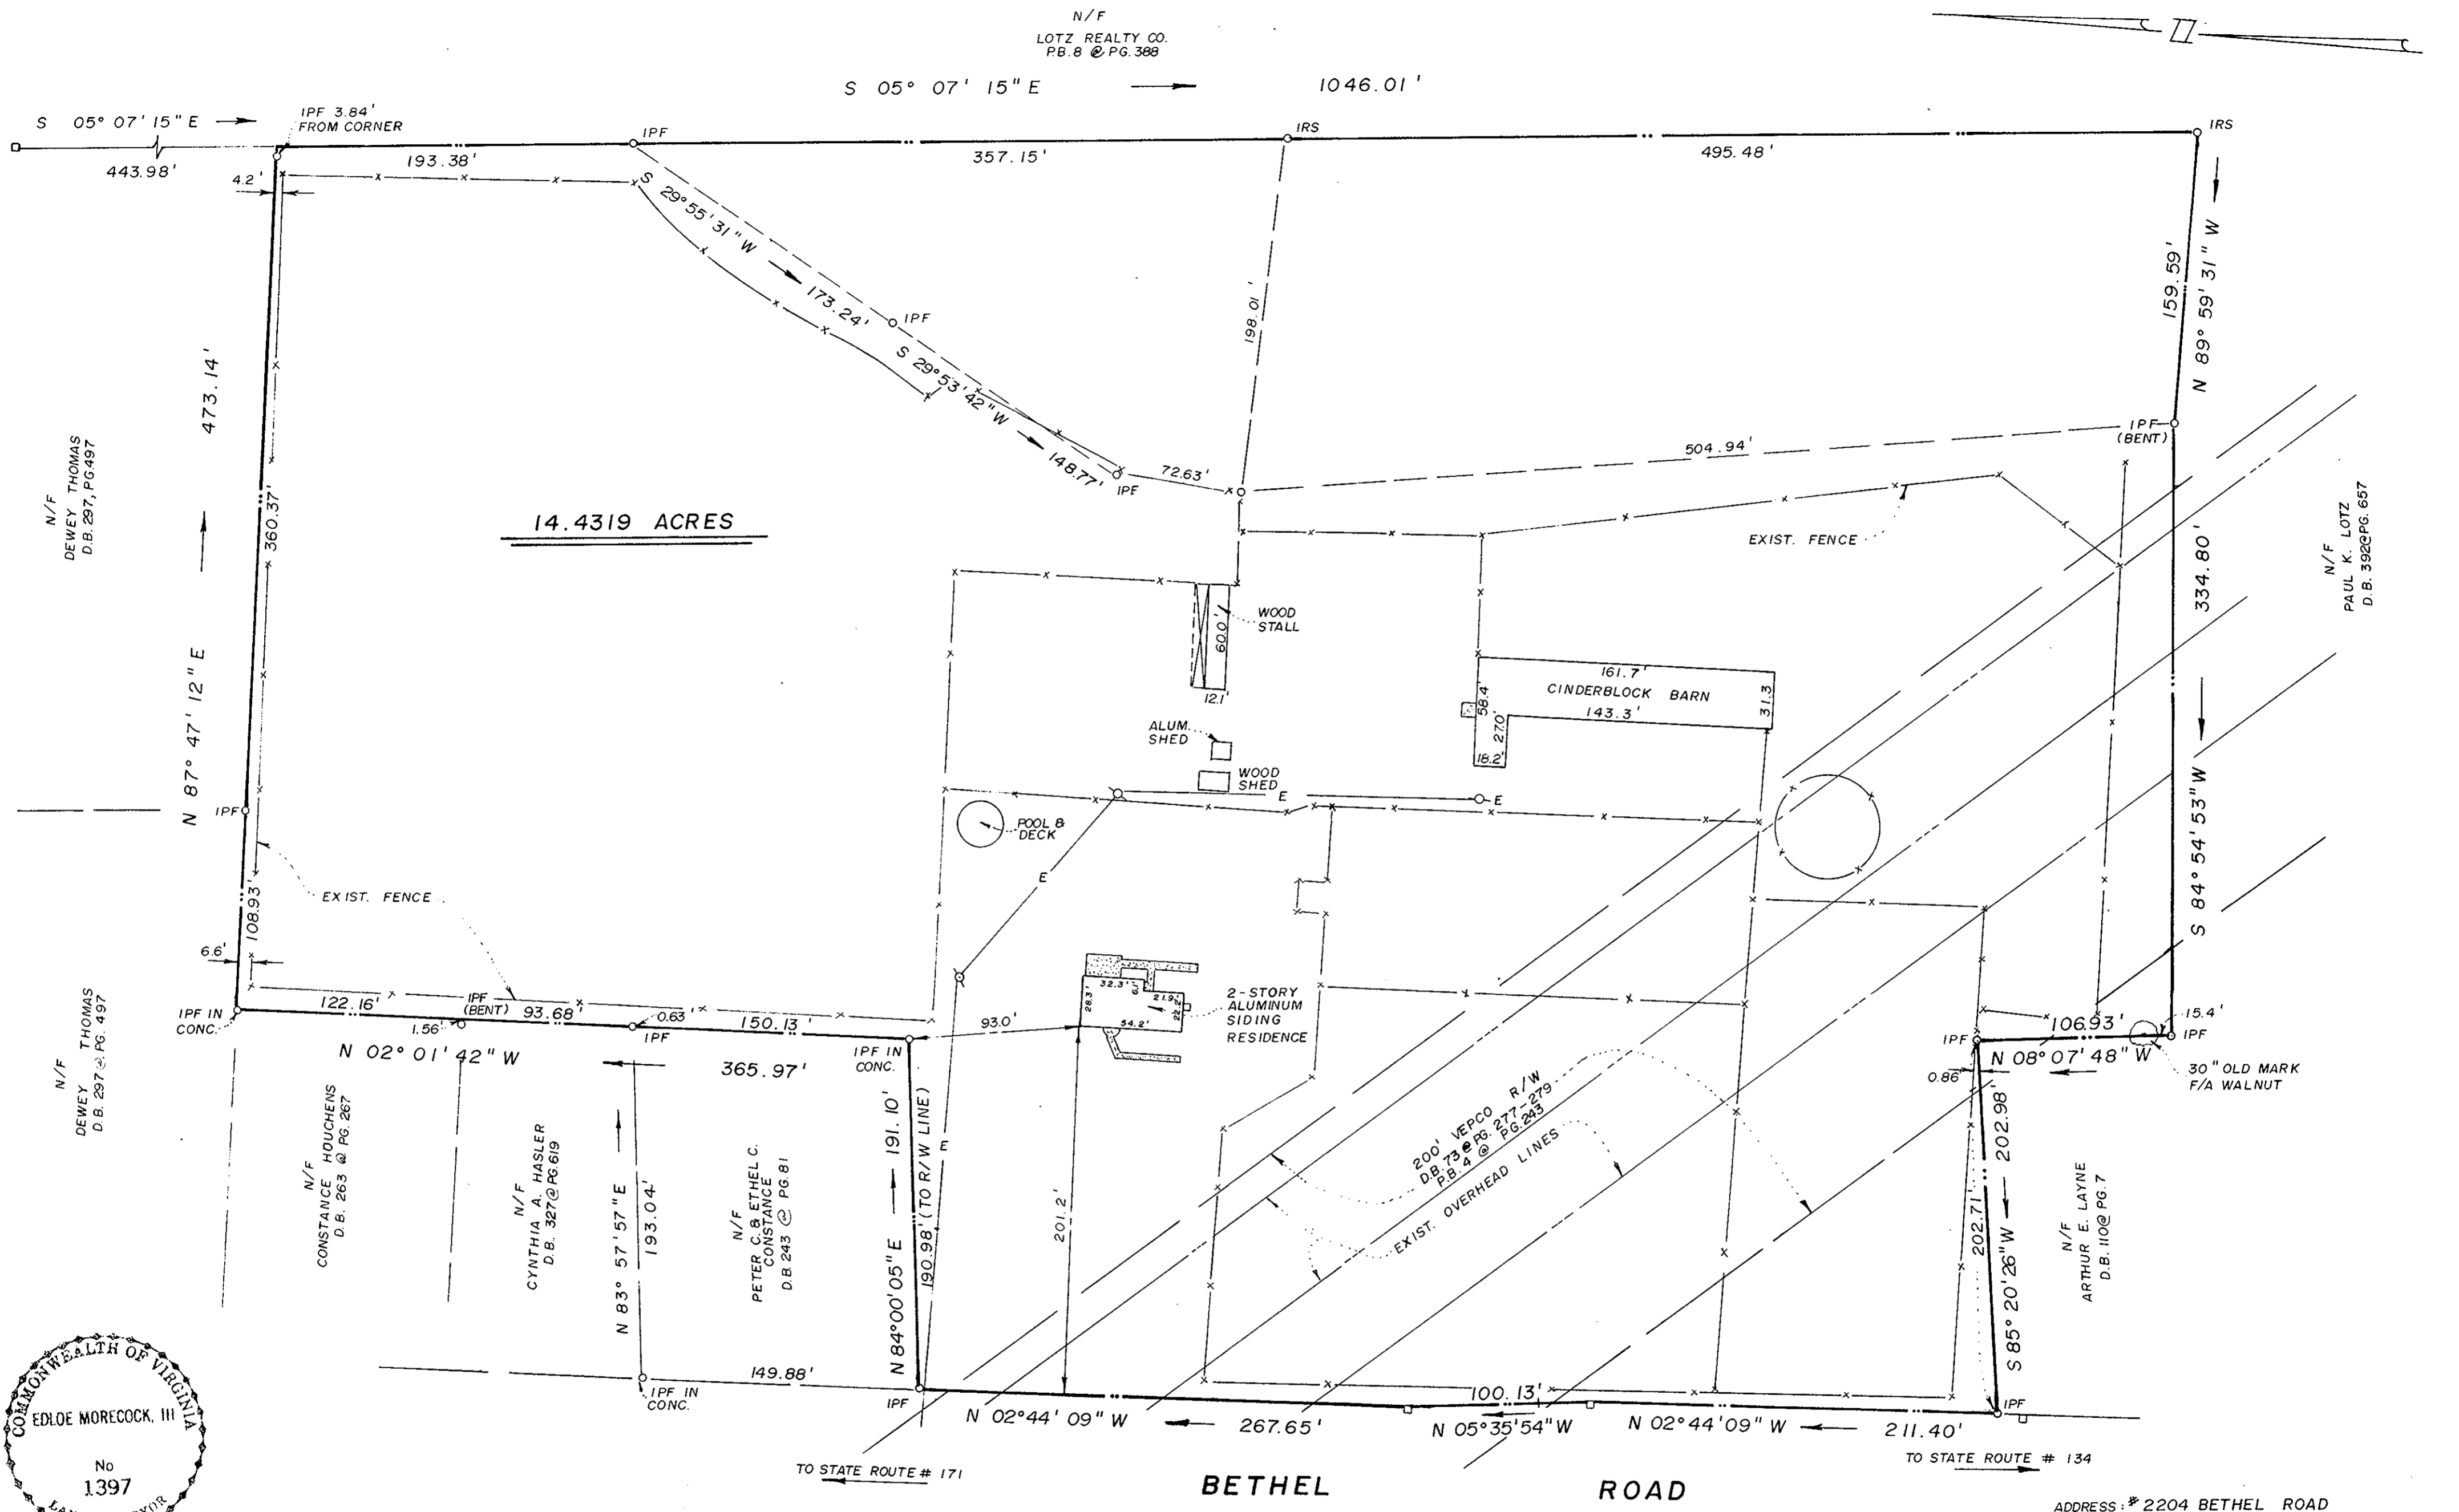 N/F
LOTZ REALTY CO.
P.B. 8 @ PG. 388
S 05° 07' 15" E 1046.01'
S 05° 07' 15" E
443.98'
IPF 3.84'
FROM CORNER
193.38'
IPF
357.15'
IRS
495.48'
IRS
4.2'
S 29° 55' 31" W
173.24'
IPF
S 29° 53' 42" W
148.77'
IPF
72.63'
198.01'
504.94'
159.59'
N 89° 59' 31" W
IPF
(BENT)
473.14'
360.37'
N 87° 47' 12" E
N/F
DEWEY THOMAS
D.B. 297, PG. 497
14.4319 ACRES
EXIST. FENCE
334.80'
S 84° 54' 53" W
N/F
PAUL K. LOTZ
D.B. 392 @ PG. 657
WOOD
STALL
60.0'
12.1'
ALUM.
SHED
WOOD
SHED
161.7'
CINDERBLOCK BARN
143.3'
58.4'
27.0'
18.2'
31.3
E
E
E
E
POOL &
DECK
IPF
108.93'
EXIST. FENCE
6.6'
IPF IN
CONC.
122.16'
IPF
(BENT)
1.56'
93.68'
0.63'
IPF
150.13'
N 02° 01' 42" W
365.97'
IPF IN
CONC.
93.0'
32.3'
6.1'
21.9'
28.3'
22.2'
54.2'
2-STORY
ALUMINUM
SIDING
RESIDENCE
N/F
DEWEY THOMAS
D.B. 297 @ PG. 497
N/F
CONSTANCE HOUCHENS
D.B. 263 @ PG. 267
N/F
CYNTHIA A. HASLER
D.B. 327 @ PG. 619
N 83° 57' 57" E
193.04'
N/F
PETER C. & ETHEL C.
CONSTANCE
D.B. 243 @ PG. 81
N 84° 00' 05" E 191.10'
190.98' (TO R/W LINE)
201.2'
200' VEPCO R/W
D.B. 73 @ PG. 277-279
P.B. 4 @ PG. 243
EXIST. OVERHEAD LINES
106.93'
15.4'
IPF
IPF
N 08° 07' 48" W
0.86'
30" OLD MARK
F/A WALNUT
202.98'
202.71'
S 85° 20' 26" W
N/F
ARTHUR E. LAYNE
D.B. 110 @ PG. 7
IPF IN
CONC.
149.88'
IPF
N 02° 44' 09" W
267.65'
100.13'
N 05° 35' 54" W
N 02° 44' 09" W
211.40'
IPF
TO STATE ROUTE # 171
TO STATE ROUTE # 134
BETHEL ROAD
ADDRESS: # 2204 BETHEL ROAD
COMMONWEALTH OF VIRGINIA
EDLOE MORECOCK, III
No
1397